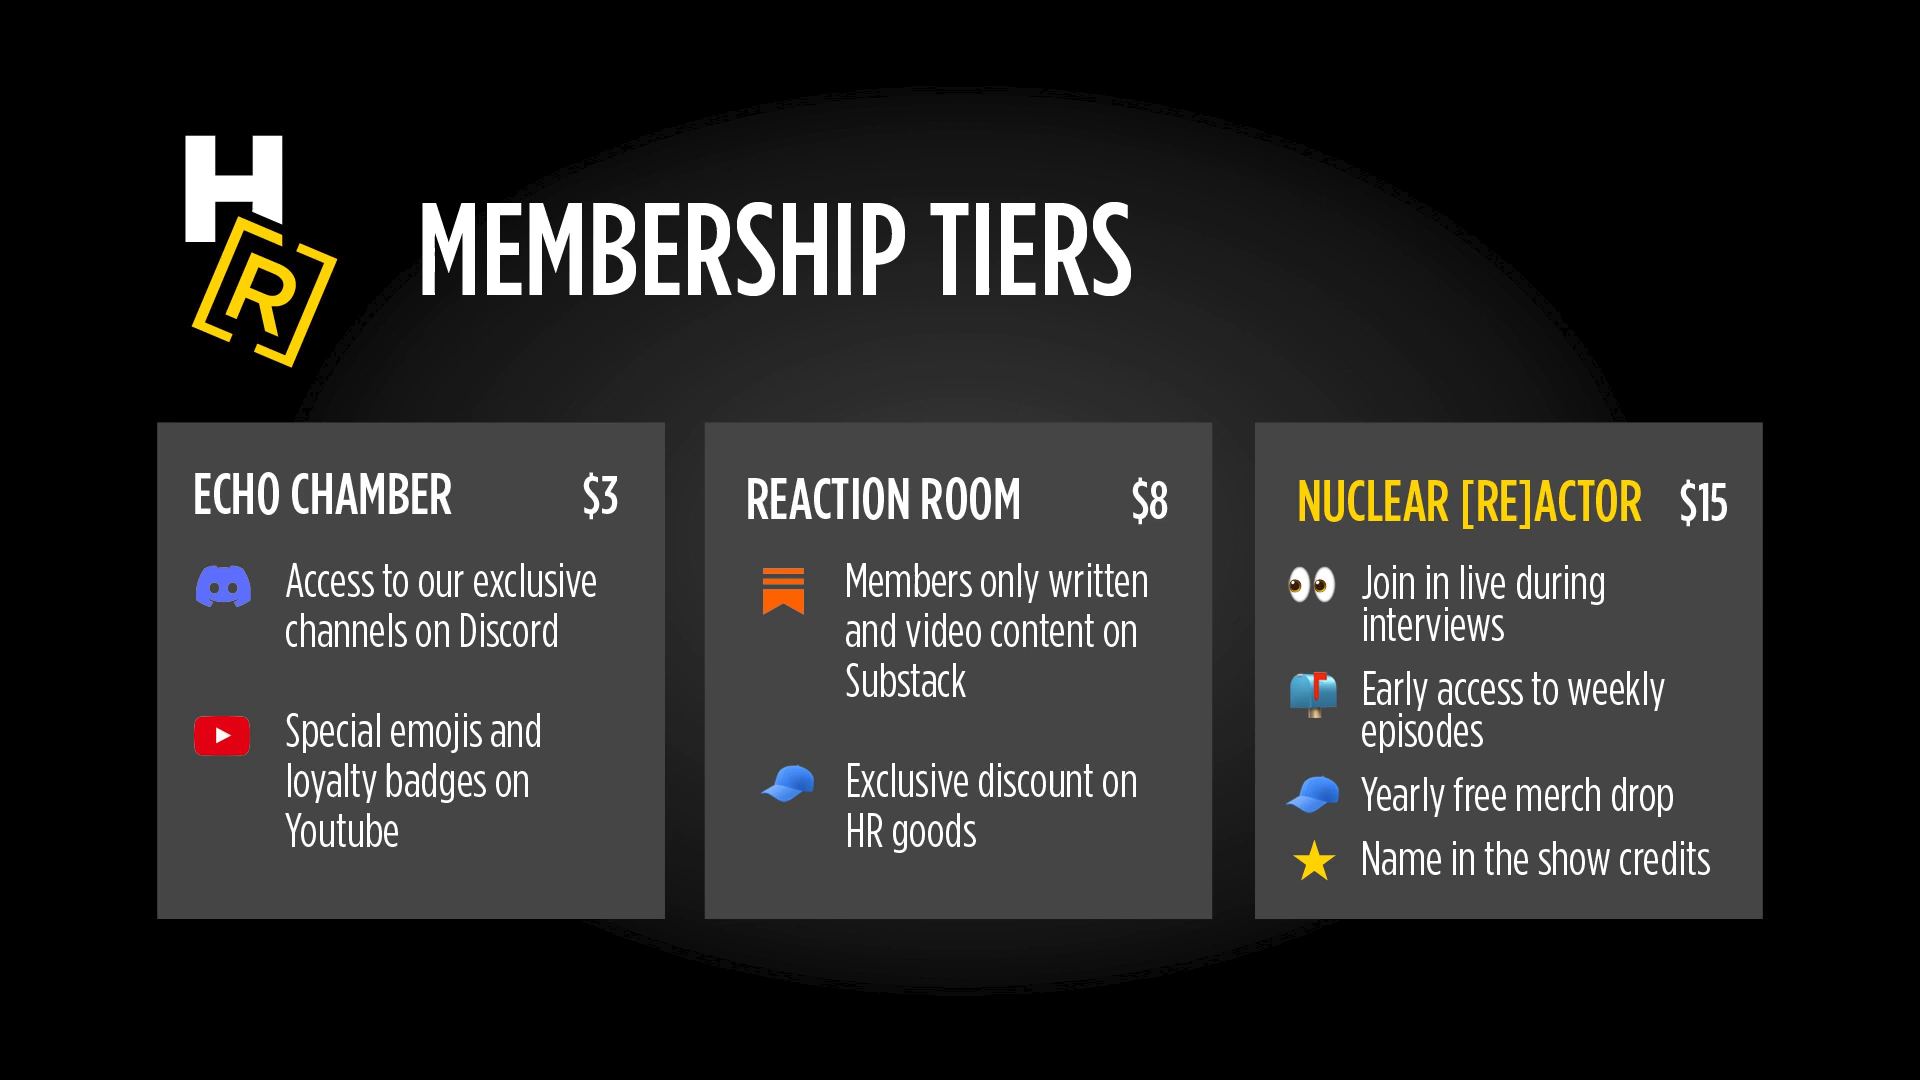 H
[R]
MEMBERSHIP TIERS
ECHO CHAMBER $3
Access to our exclusive
channels on Discord
Special emojis and
loyalty badges on
Youtube
REACTION ROOM $8
Members only written
and video content on
Substack
Exclusive discount on
HR goods
NUCLEAR [RE]ACTOR $15
Join in live during
interviews
Early access to weekly
episodes
Yearly free merch drop
Name in the show credits